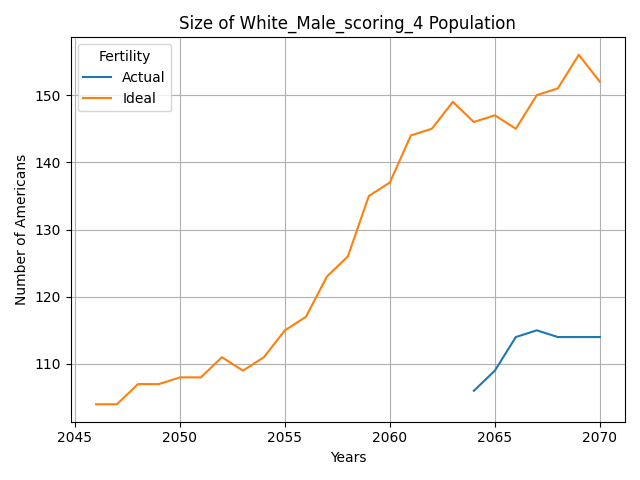 Size of White_Male_scoring_4 Population
Fertility
Actual
Ideal
Number of Americans
150
140
130
120
110
2045 2050 2055 2060 2065 2070
Years